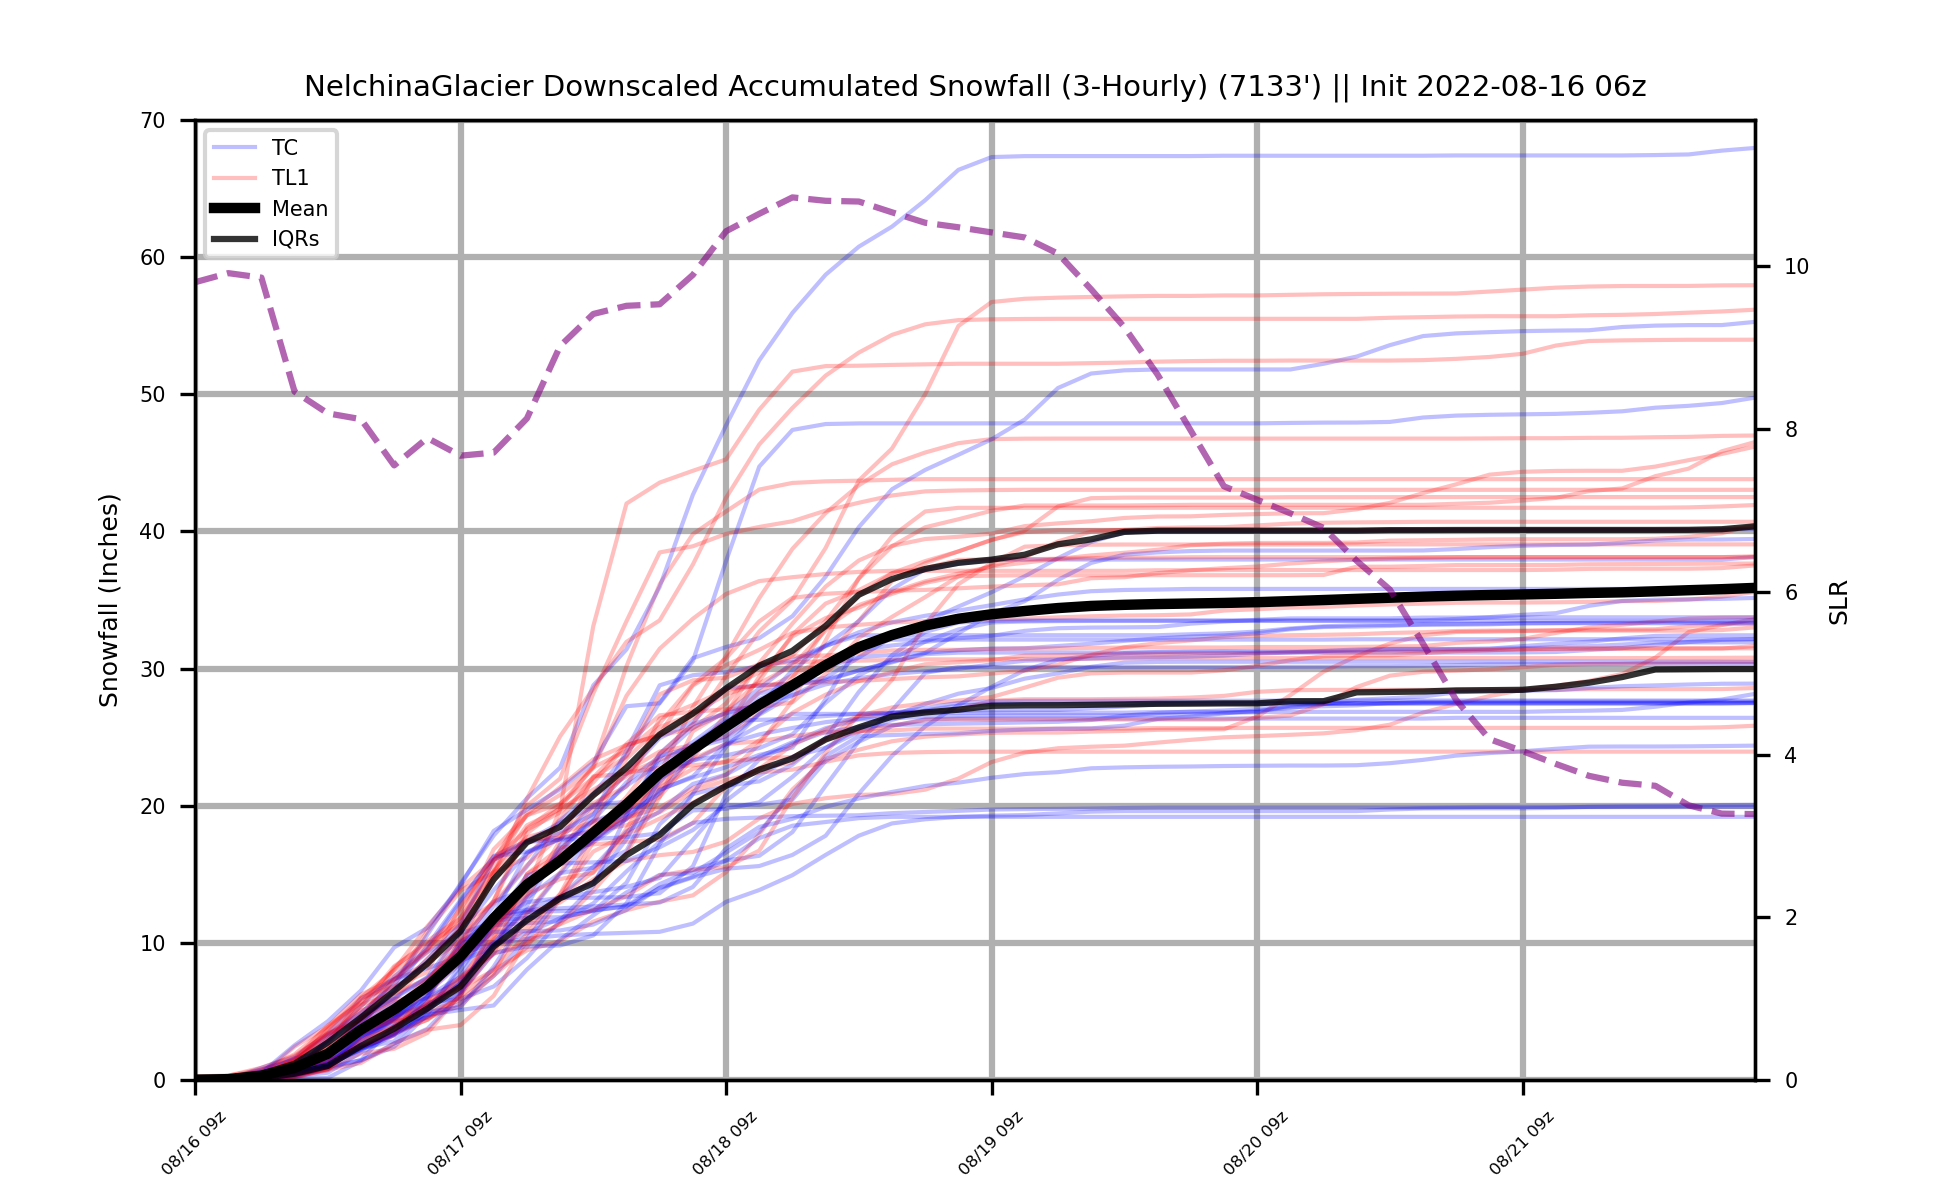 NelchinaGlacier Downscaled Accumulated Snowfall (3-Hourly) (7133') || Init 2022-08-16 06z
TC
TL1
Mean
IQRs
Snowfall (Inches)
70
60
50
40
30
20
10
0
SLR
10
8
6
4
2
0
08/16 09z
08/17 09z
08/18 09z
08/19 09z
08/20 09z
08/21 09z